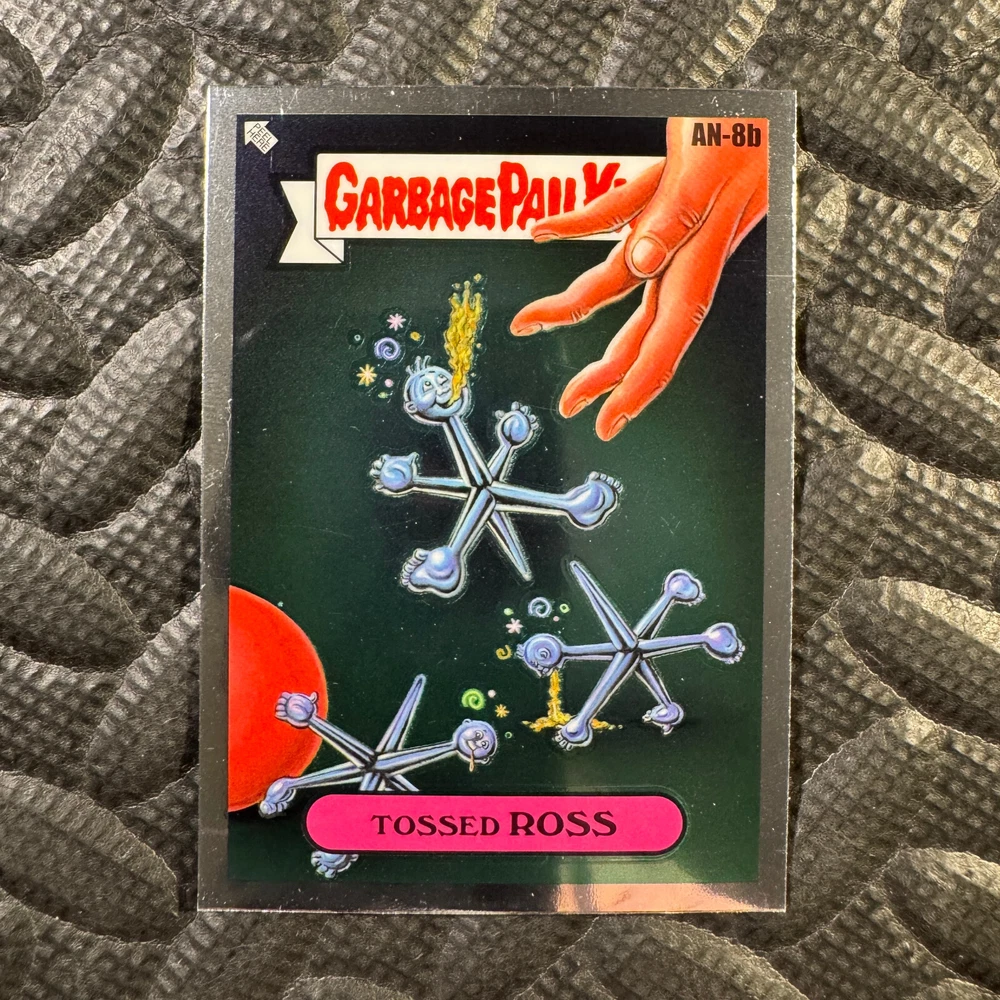 PEEL HERE
AN-8b
GARBAGE PAIL
TOSSED ROSS